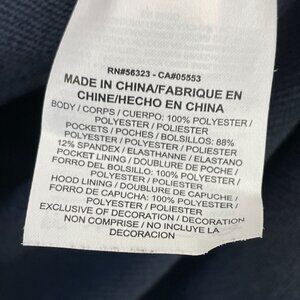 RN#56323 - CA#05553
MADE IN CHINA/FABRIQUE EN
CHINE/HECHO EN CHINA
BODY / CORPS / CUERPO: 100% POLYESTER
/ POLYESTER / POLIESTER
POCKETS / POCHES / BOLSILLOS: 88%
POLYESTER / POLYESTER / POLIESTER
12% SPANDEX / ELASTHANNE / ELASTANO
POCKET LINING / DOUBLURE DE POCHE /
FORRO DEL BOLSILLO: 100% POLYESTER
/ POLYESTER / POLIESTER
HOOD LINING / DOUBLURE DE CAPUCHE /
FORRO DE CAPUCHA: 100% POLYESTER /
POLYESTER / POLIESTER
EXCLUSIVE OF DECORATION / DECORATION
NON COMPRISE / NO INCLUYE LA
DECORACION